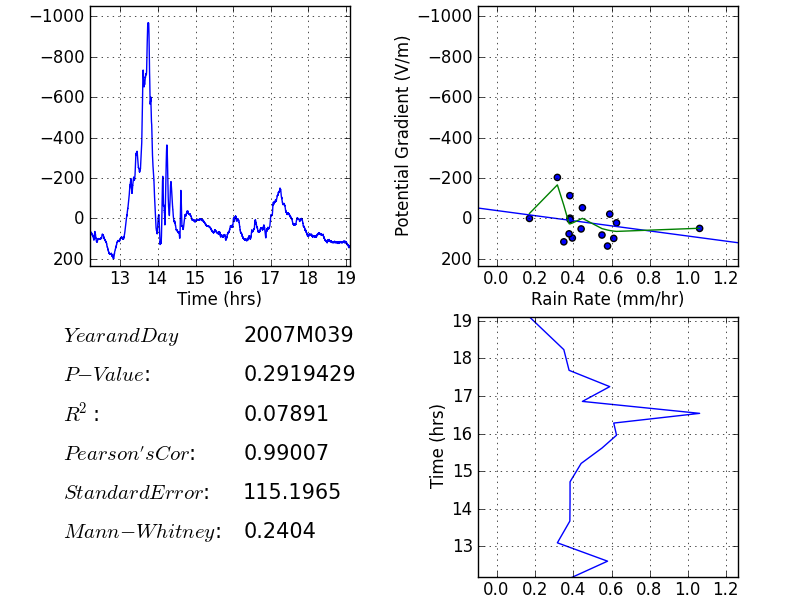 −1000
−800
−600
−400
−200
0
200
13 14 15 16 17 18 19
Time (hrs)
Potential Gradient (V/m)
−1000
−800
−600
−400
−200
0
200
0.0 0.2 0.4 0.6 0.8 1.0 1.2
Rain Rate (mm/hr)
YearandDay 2007M039
P−Value: 0.2919429
R² : 0.07891
Pearson'sCor: 0.99007
StandardError: 115.1965
Mann−Whitney: 0.2404
Time (hrs)
19
18
17
16
15
14
13
0.0 0.2 0.4 0.6 0.8 1.0 1.2